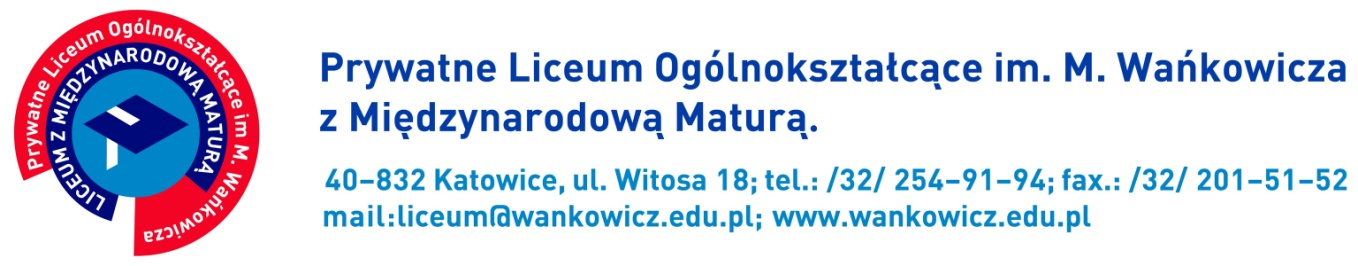 Prywatne Liceum Ogólnokształcące im M. Wańkowicza
LICEUM Z MIĘDZYNARODOWĄ MATURĄ
Prywatne Liceum Ogólnokształcące im. M. Wańkowicza
z Międzynarodową Maturą.
40-832 Katowice, ul. Witosa 18; tel.: /32/ 254-91-94; fax.: /32/ 201-51-52
mail:liceum@wankowicz.edu.pl; www.wankowicz.edu.pl